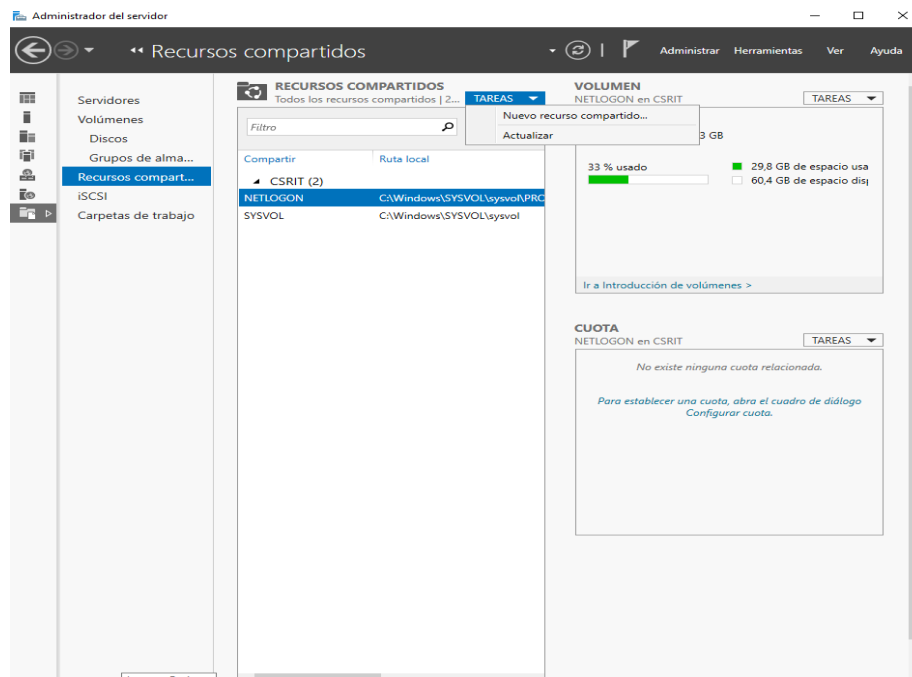 Administrador del servidor
Recursos compartidos
Administrar Herramientas Ver Ayuda
Servidores
Volúmenes
Discos
Grupos de alma...
Recursos compart...
iSCSI
Carpetas de trabajo
RECURSOS COMPARTIDOS
Todos los recursos compartidos | 2...
TAREAS
Nuevo recurso compartido...
Actualizar
Filtro
Compartir Ruta local
CSRIT (2)
NETLOGON C:\Windows\SYSVOL\sysvol\PRO
SYSVOL C:\Windows\SYSVOL\sysvol
VOLUMEN
NETLOGON en CSRIT
TAREAS
3 GB
33 % usado
29,8 GB de espacio usa
60,4 GB de espacio disp
Ir a Introducción de volúmenes >
CUOTA
NETLOGON en CSRIT
TAREAS
No existe ninguna cuota relacionada.
Para establecer una cuota, abra el cuadro de diálogo
Configurar cuota.